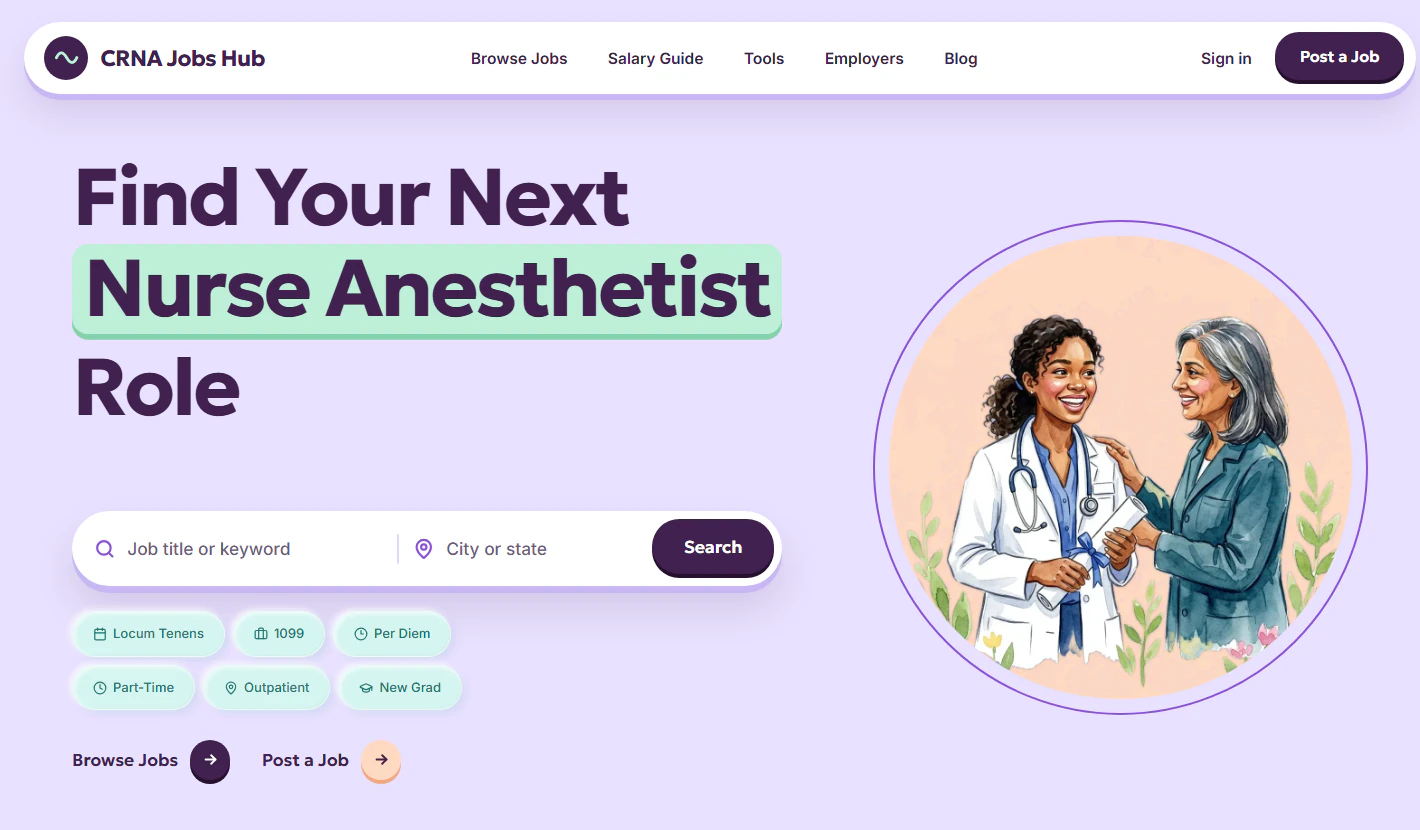 CRNA Jobs Hub Browse Jobs Salary Guide Tools Employers Blog Sign in Post a Job
Find Your Next
Nurse Anesthetist
Role
Job title or keyword City or state Search
Locum Tenens 1099 Per Diem
Part-Time Outpatient New Grad
Browse Jobs Post a Job